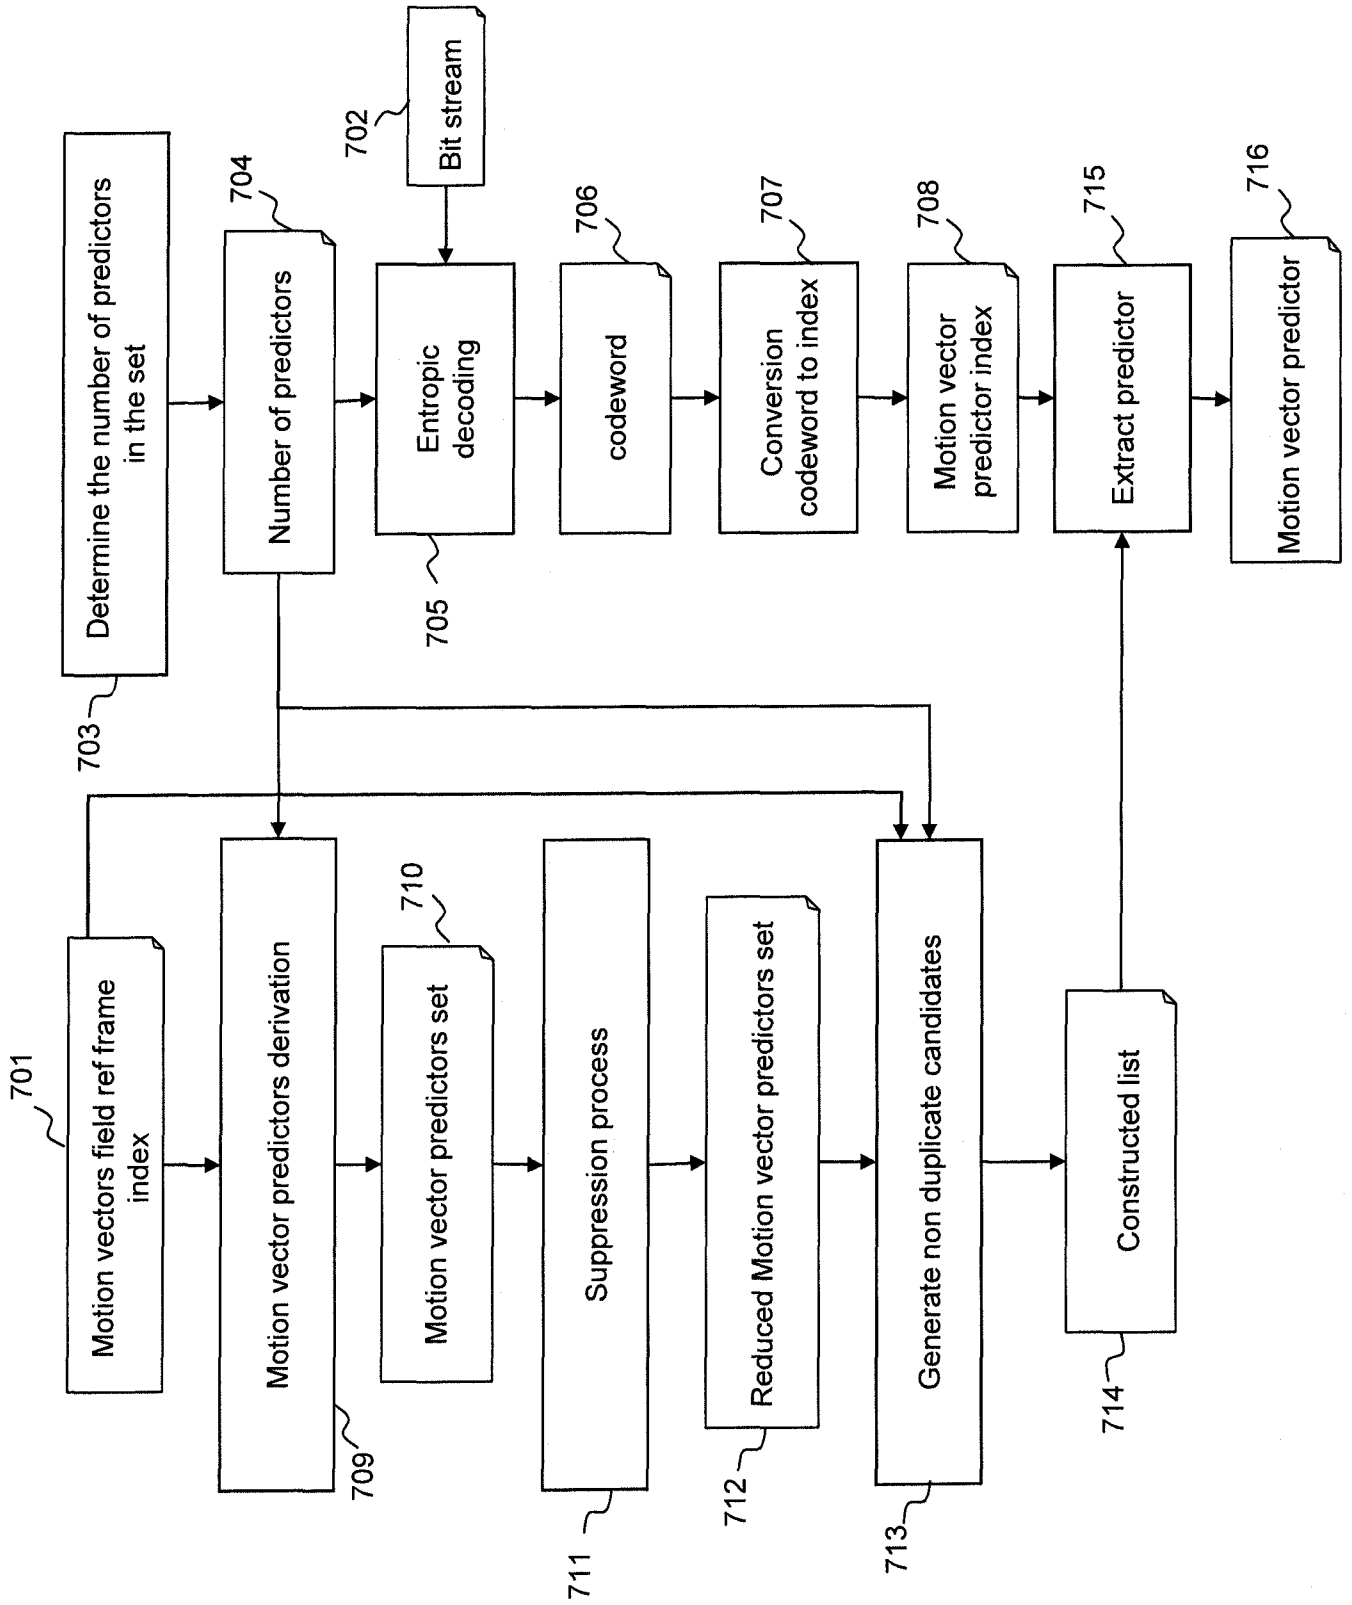 701
Motion vectors field ref frame
index
703
Determine the number of predictors
in the set
704
Number of predictors
702
Bit stream
709
Motion vector predictors derivation
705
Entropic
decoding
710
Motion vector predictors set
706
codeword
711
Suppression process
707
Conversion
codeword to index
712
Reduced Motion vector predictors set
708
Motion vector
predictor index
713
Generate non duplicate candidates
715
Extract predictor
714
Constructed list
716
Motion vector predictor